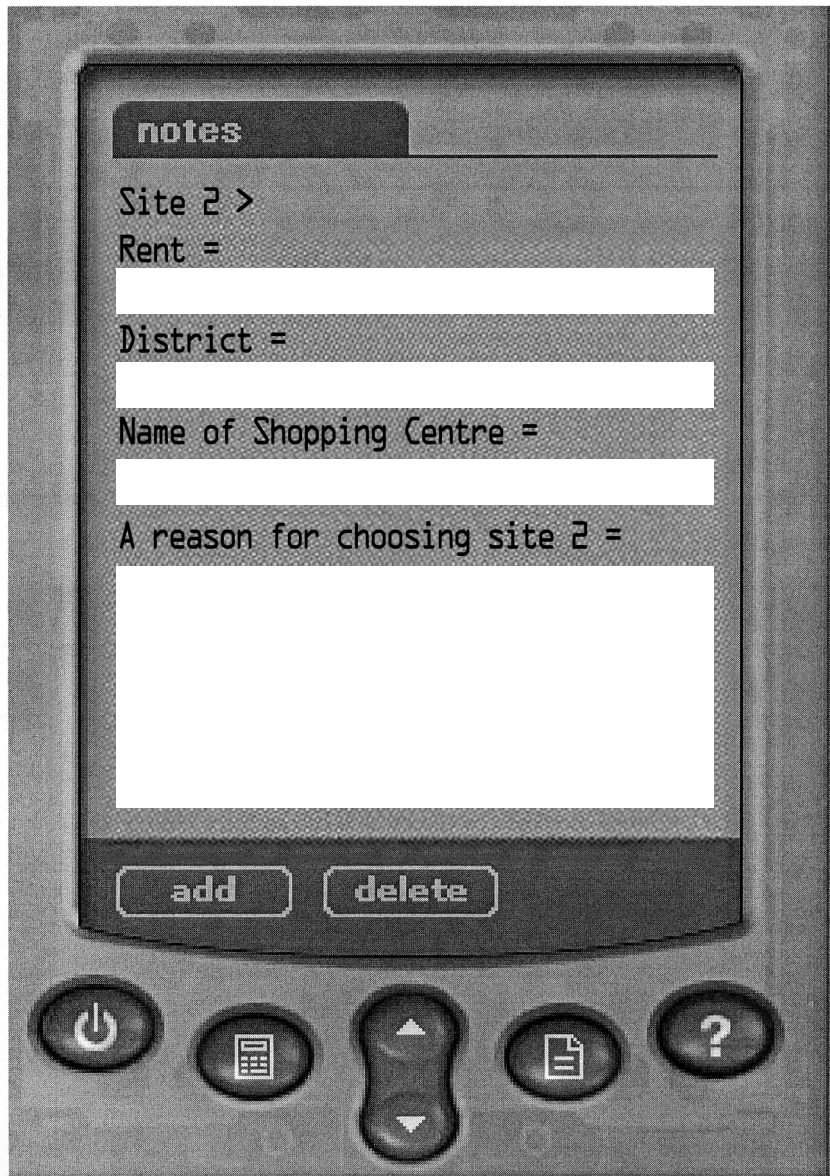 notes
Site 2 >
Rent =
District =
Name of Shopping Centre =
A reason for choosing site 2 =
add
delete
?